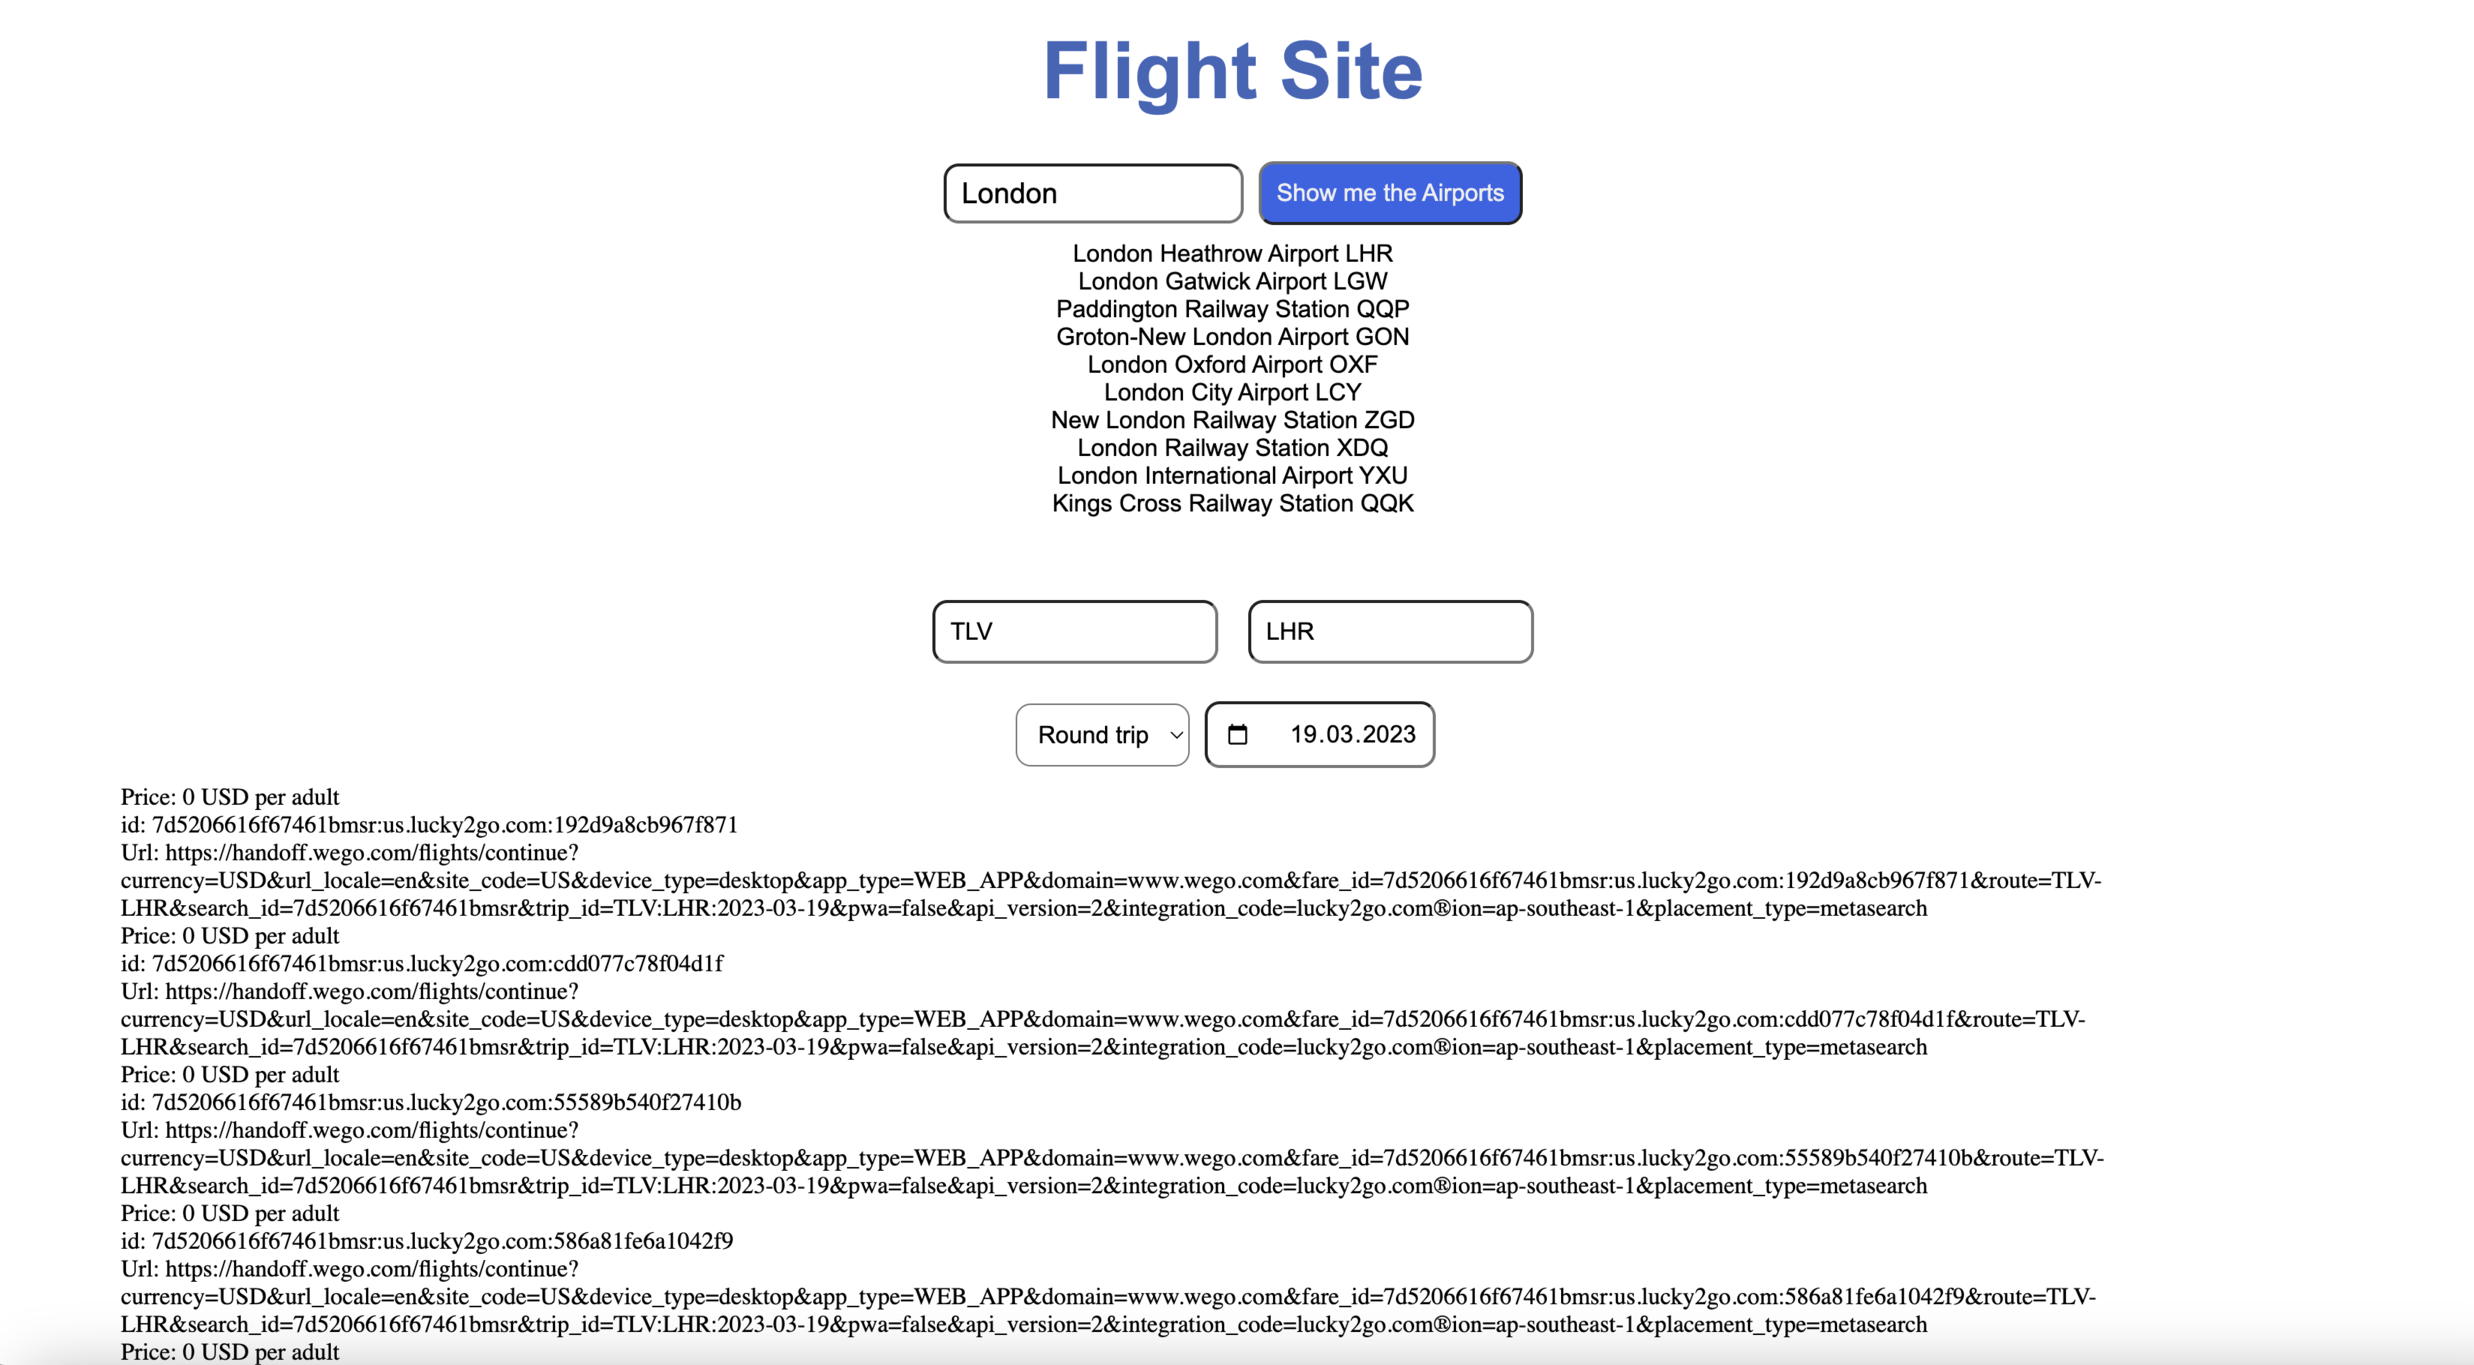 Flight Site
London
Show me the Airports
London Heathrow Airport LHR
London Gatwick Airport LGW
Paddington Railway Station QQP
Groton-New London Airport GON
London Oxford Airport OXF
London City Airport LCY
New London Railway Station ZGD
London Railway Station XDQ
London International Airport YXU
Kings Cross Railway Station QQK
TLV
LHR
Round trip
19.03.2023
Price: 0 USD per adult
id: 7d5206616f67461bmsr:us.lucky2go.com:192d9a8cb967f871
Url: https://handoff.wego.com/flights/continue?
currency=USD&url_locale=en&site_code=US&device_type=desktop&app_type=WEB_APP&domain=www.wego.com&fare_id=7d5206616f67461bmsr:us.lucky2go.com:192d9a8cb967f871&route=TLV-
LHR&search_id=7d5206616f67461bmsr&trip_id=TLV:LHR:2023-03-19&pwa=false&api_version=2&integration_code=lucky2go.com®ion=ap-southeast-1&placement_type=metasearch
Price: 0 USD per adult
id: 7d5206616f67461bmsr:us.lucky2go.com:cdd077c78f04d1f
Url: https://handoff.wego.com/flights/continue?
currency=USD&url_locale=en&site_code=US&device_type=desktop&app_type=WEB_APP&domain=www.wego.com&fare_id=7d5206616f67461bmsr:us.lucky2go.com:cdd077c78f04d1f&route=TLV-
LHR&search_id=7d5206616f67461bmsr&trip_id=TLV:LHR:2023-03-19&pwa=false&api_version=2&integration_code=lucky2go.com®ion=ap-southeast-1&placement_type=metasearch
Price: 0 USD per adult
id: 7d5206616f67461bmsr:us.lucky2go.com:55589b540f27410b
Url: https://handoff.wego.com/flights/continue?
currency=USD&url_locale=en&site_code=US&device_type=desktop&app_type=WEB_APP&domain=www.wego.com&fare_id=7d5206616f67461bmsr:us.lucky2go.com:55589b540f27410b&route=TLV-
LHR&search_id=7d5206616f67461bmsr&trip_id=TLV:LHR:2023-03-19&pwa=false&api_version=2&integration_code=lucky2go.com®ion=ap-southeast-1&placement_type=metasearch
Price: 0 USD per adult
id: 7d5206616f67461bmsr:us.lucky2go.com:586a81fe6a1042f9
Url: https://handoff.wego.com/flights/continue?
currency=USD&url_locale=en&site_code=US&device_type=desktop&app_type=WEB_APP&domain=www.wego.com&fare_id=7d5206616f67461bmsr:us.lucky2go.com:586a81fe6a1042f9&route=TLV-
LHR&search_id=7d5206616f67461bmsr&trip_id=TLV:LHR:2023-03-19&pwa=false&api_version=2&integration_code=lucky2go.com®ion=ap-southeast-1&placement_type=metasearch
Price: 0 USD per adult